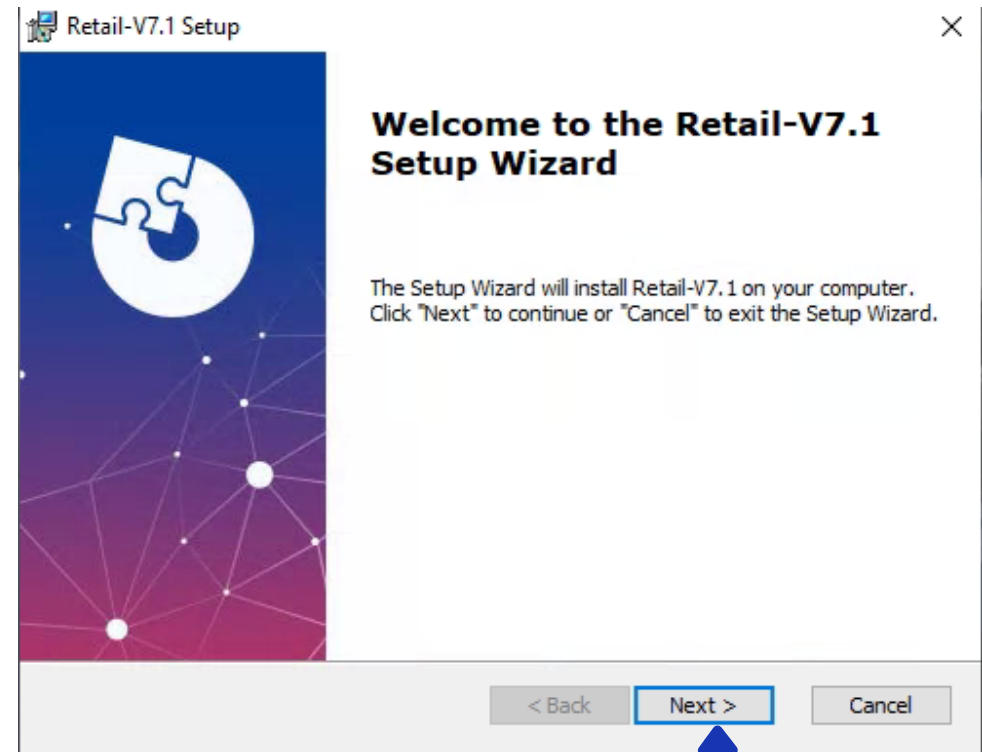 Retail-V7.1 Setup
Welcome to the Retail-V7.1
Setup Wizard
The Setup Wizard will install Retail-V7.1 on your computer.
Click "Next" to continue or "Cancel" to exit the Setup Wizard.
< Back Next > Cancel